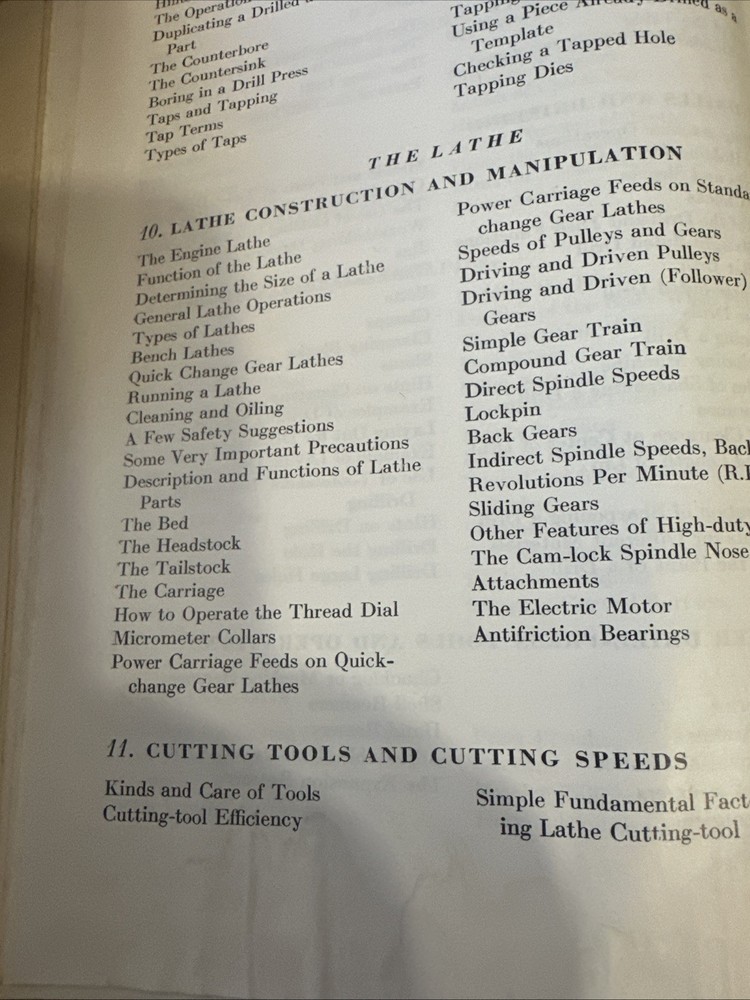 The
Duplicating a Drilled
Part
The Counterbore
The Countersink
Boring in a Drill Press
Taps and Tapping
Tap Terms
Types of Taps
Using a Piece Already as a
Template
Checking a Tapped Hole
Tapping Dies
THE LATHE
10. LATHE CONSTRUCTION AND MANIPULATION
The Engine Lathe
Function of the Lathe
Determining the Size of a Lathe
General Lathe Operations
Types of Lathes
Bench Lathes
Quick Change Gear Lathes
Running a Lathe
Cleaning and Oiling
A Few Safety Suggestions
Some Very Important Precautions
Description and Functions of Lathe
Parts
The Bed
The Headstock
The Tailstock
The Carriage
How to Operate the Thread Dial
Micrometer Collars
Power Carriage Feeds on Quick-
change Gear Lathes
Power Carriage Feeds on Standa
change Gear Lathes
Speeds of Pulleys and Gears
Driving and Driven Pulleys
Driving and Driven (Follower)
Gears
Simple Gear Train
Compound Gear Train
Direct Spindle Speeds
Lockpin
Back Gears
Indirect Spindle Speeds, Bac
Revolutions Per Minute (R.
Sliding Gears
Other Features of High-duty
The Cam-lock Spindle Nose
Attachments
The Electric Motor
Antifriction Bearings
11. CUTTING TOOLS AND CUTTING SPEEDS
Kinds and Care of Tools
Cutting-tool Efficiency
Simple Fundamental Fact
ing Lathe Cutting-tool